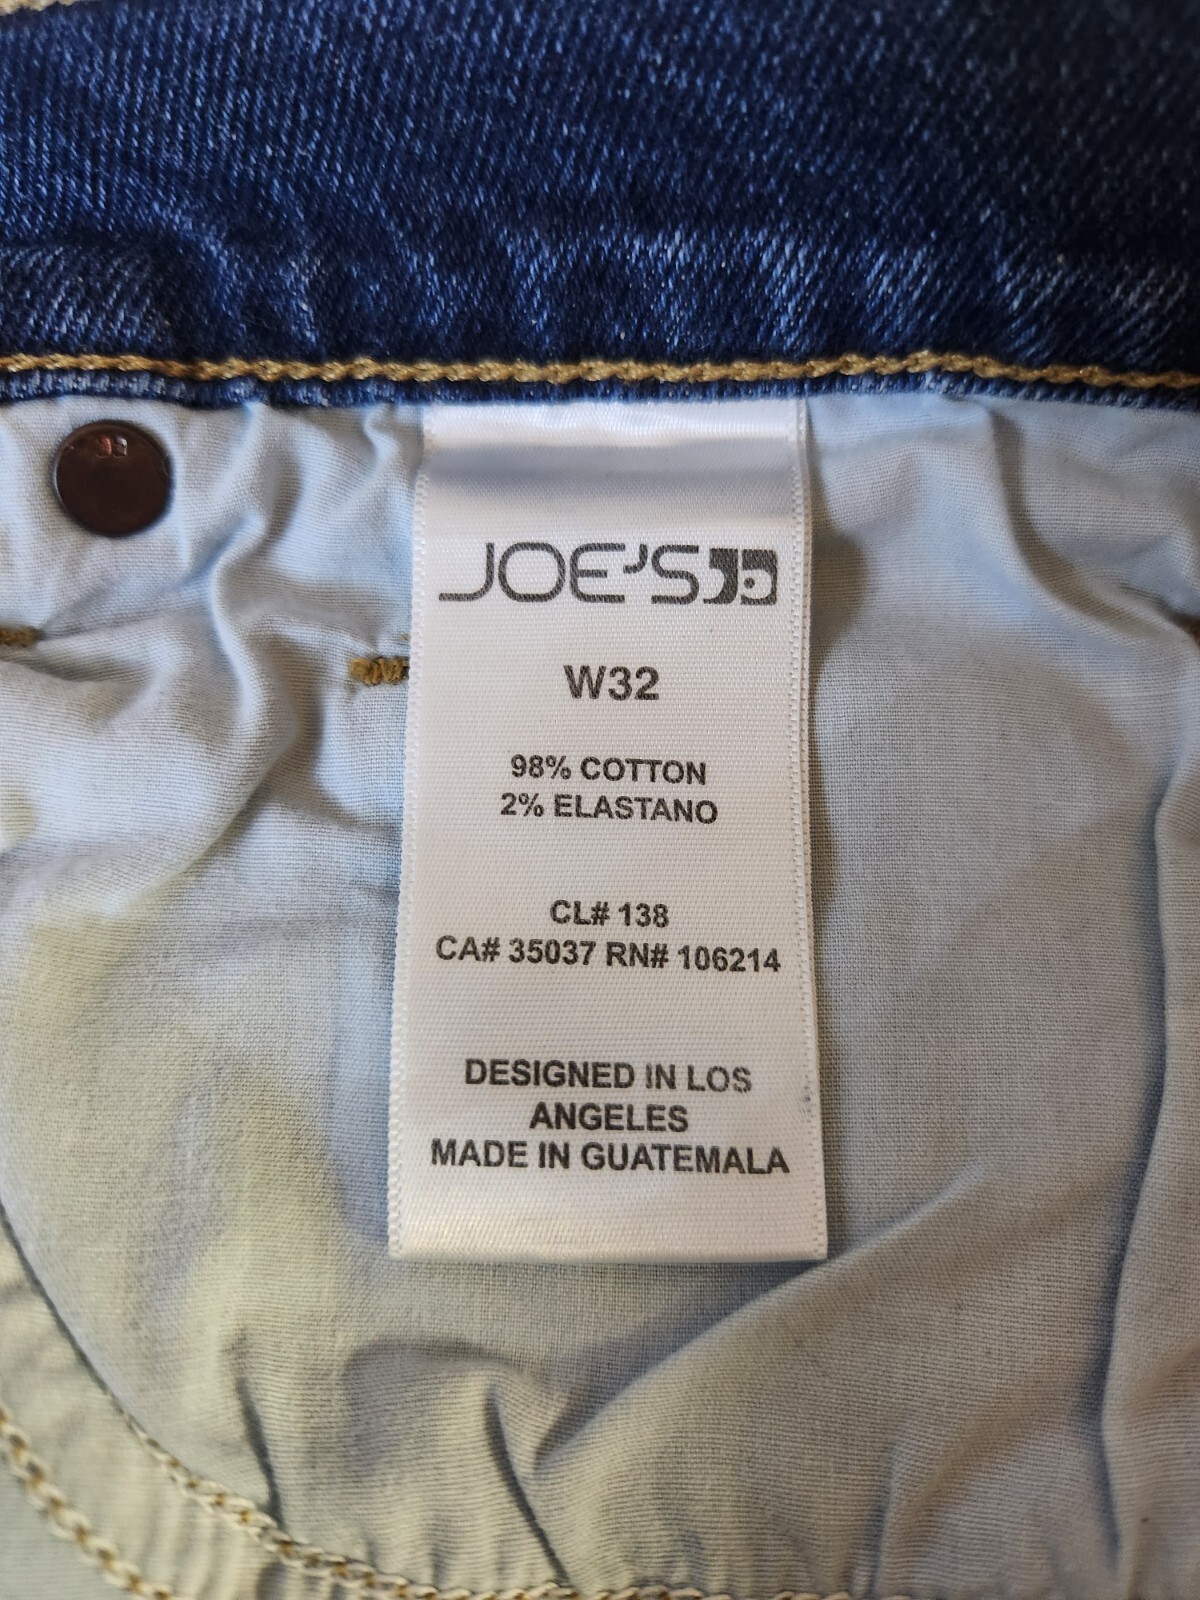 JOE'S
W32
98% COTTON
2% ELASTANO
CL# 138
CA# 35037 RN# 106214
DESIGNED IN LOS
ANGELES
MADE IN GUATEMALA